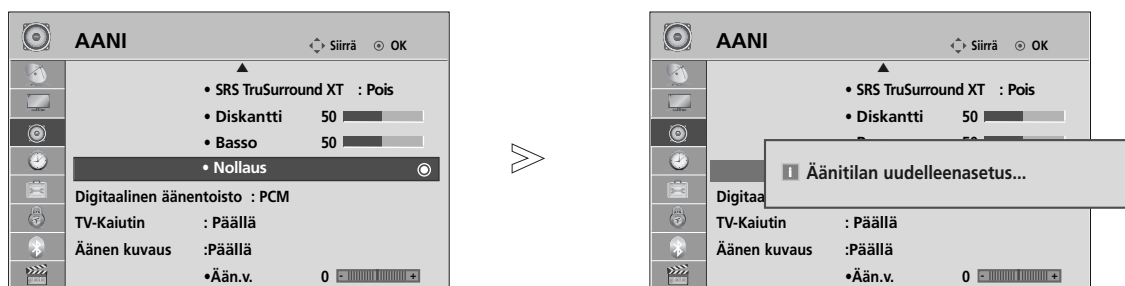 AANI Siirrä OK
• SRS TruSurround XT : Pois
• Diskantti 50
• Basso 50
• Nollaus
Digitaalinen äänentoisto : PCM
TV-Kaiutin : Päällä
Äänen kuvaus :Päällä
•Ään.v. 0 - +
AANI Siirrä OK
• SRS TruSurround XT : Pois
• Diskantti 50
Äänitilan uudelleenasetus...
Digitaa
TV-Kaiutin : Päällä
Äänen kuvaus :Päällä
•Ään.v. 0 - +